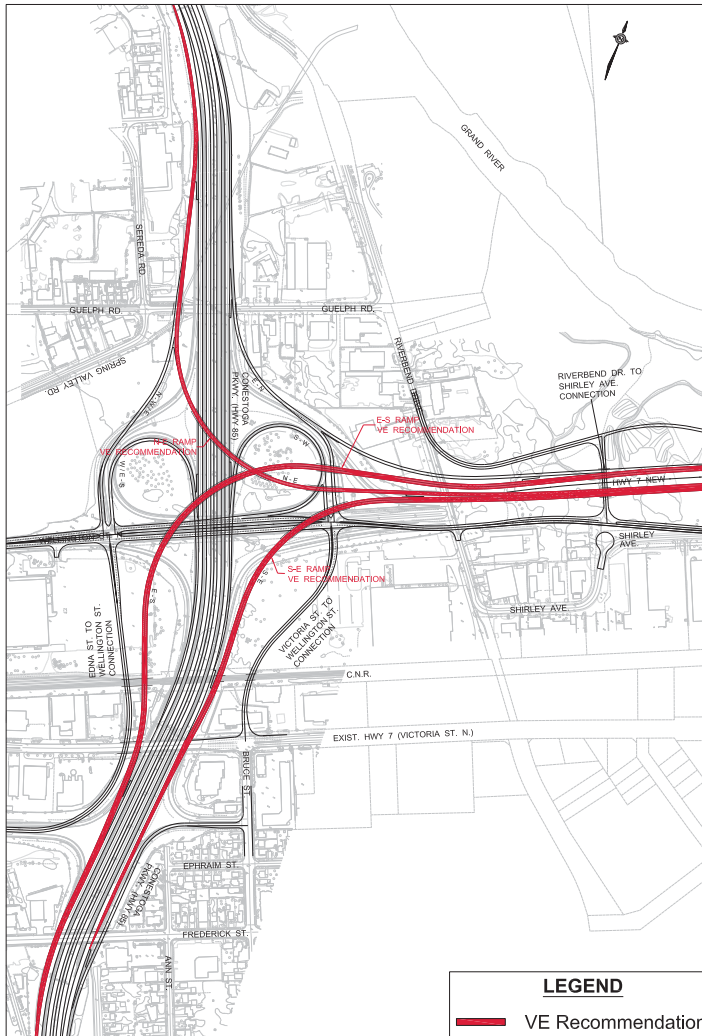 GRAND RIVER
SEREDA RD.
GUELPH RD.
GUELPH RD.
SPRING VALLEY RD
RIVERBEND DRIVE
RIVERBEND DR. TO
SHIRLEY AVE.
CONNECTION
CONESTOGA
PKWY. (HWY 85)
E-N
N-W
E-S RAMP
VE RECOMMENDATION
N-E RAMP
VE RECOMMENDATION
S-W
W/E-S
N-E
HWY 7 NEW
WELLINGTON ST.
SHIRLEY
AVE.
S-E
S-E RAMP
VE RECOMMENDATION
E-S
SHIRLEY AVE.
EDNA ST. TO
WELLINGTON ST.
CONNECTION
VICTORIA ST. TO
WELLINGTON ST.
CONNECTION
C.N.R.
EXIST. HWY 7 (VICTORIA ST. N.)
BRUCE ST.
EPHRAIM ST.
CONESTOGA
PKWY. (HWY 85)
FREDERICK ST.
ANN ST.
LEGEND
VE Recommendation